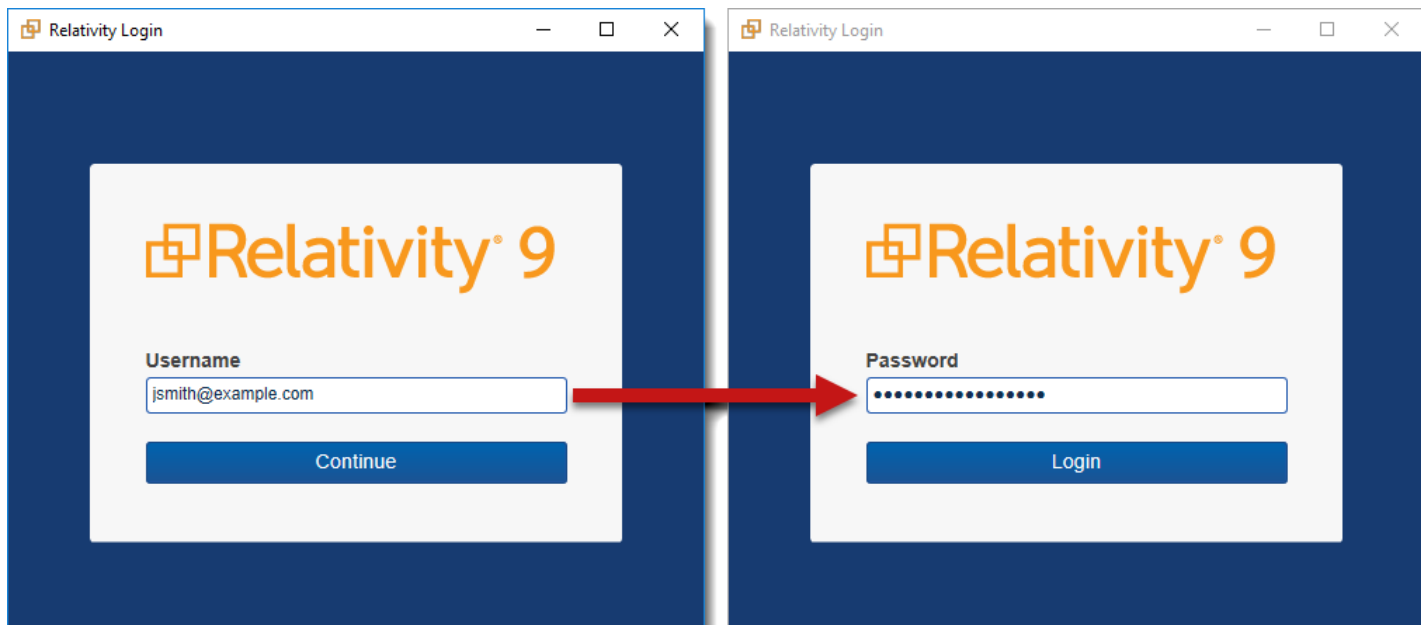 Relativity Login
Relativity® 9
Username
jsmith@example.com
Continue
Relativity Login
Relativity® 9
Password
•••••••••••••••••
Login